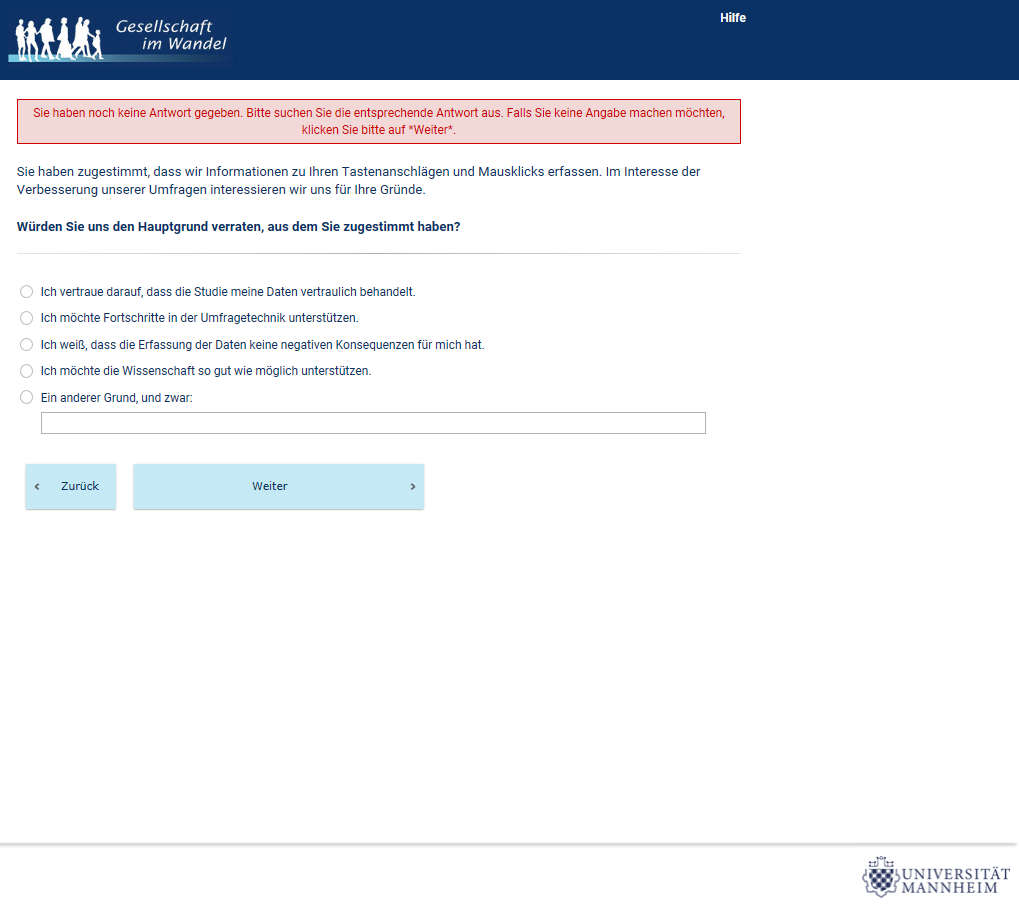 Gesellschaft
im Wandel
Hilfe
Sie haben noch keine Antwort gegeben. Bitte suchen Sie die entsprechende Antwort aus. Falls Sie keine Angabe machen möchten,
klicken Sie bitte auf *Weiter*.
Sie haben zugestimmt, dass wir Informationen zu Ihren Tastenanschlägen und Mausklicks erfassen. Im Interesse der
Verbesserung unserer Umfragen interessieren wir uns für Ihre Gründe.
Würden Sie uns den Hauptgrund verraten, aus dem Sie zugestimmt haben?
Ich vertraue darauf, dass die Studie meine Daten vertraulich behandelt.
Ich möchte Fortschritte in der Umfragetechnik unterstützen.
Ich weiß, dass die Erfassung der Daten keine negativen Konsequenzen für mich hat.
Ich möchte die Wissenschaft so gut wie möglich unterstützen.
Ein anderer Grund, und zwar:
‹ Zurück
Weiter ›
UNIVERSITÄT
MANNHEIM